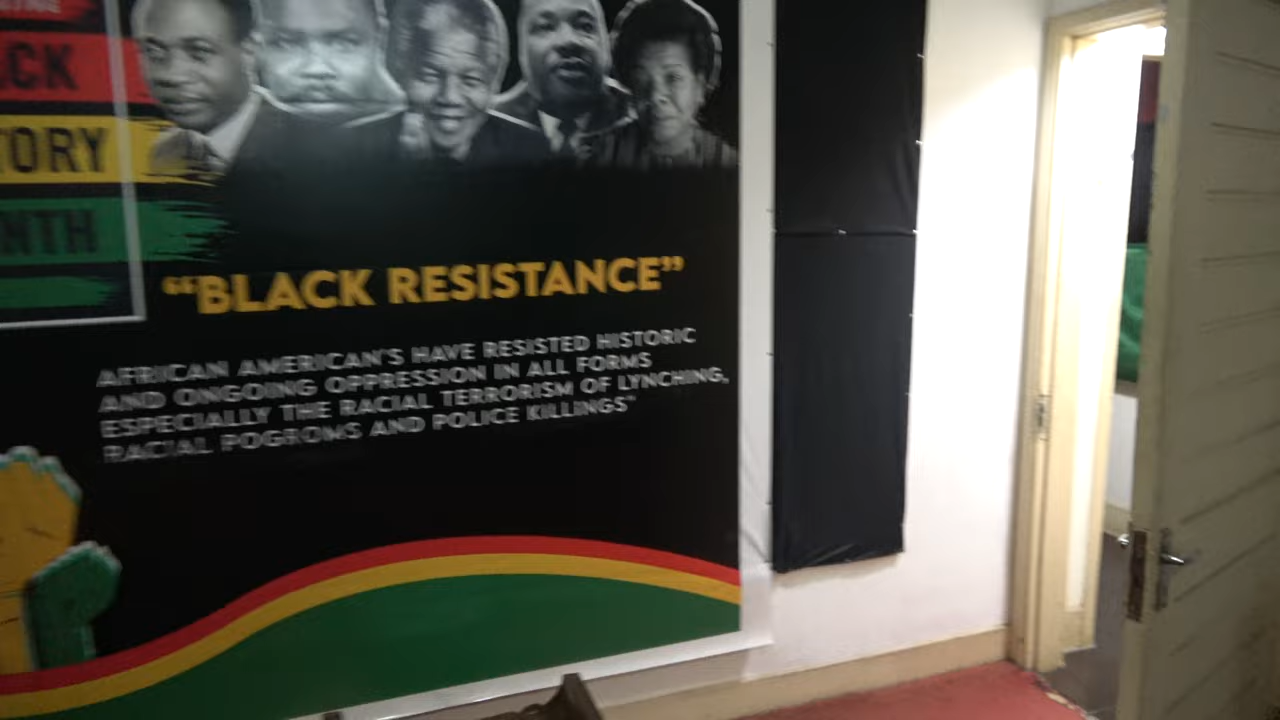 CK
TORY
NTH
“BLACK RESISTANCE”
AFRICAN AMERICAN'S HAVE RESISTED HISTORIC
AND ONGOING OPPRESSION IN ALL FORMS
ESPECIALLY THE RACIAL TERRORISM OF LYNCHING,
RACIAL POGROMS AND POLICE KILLINGS"